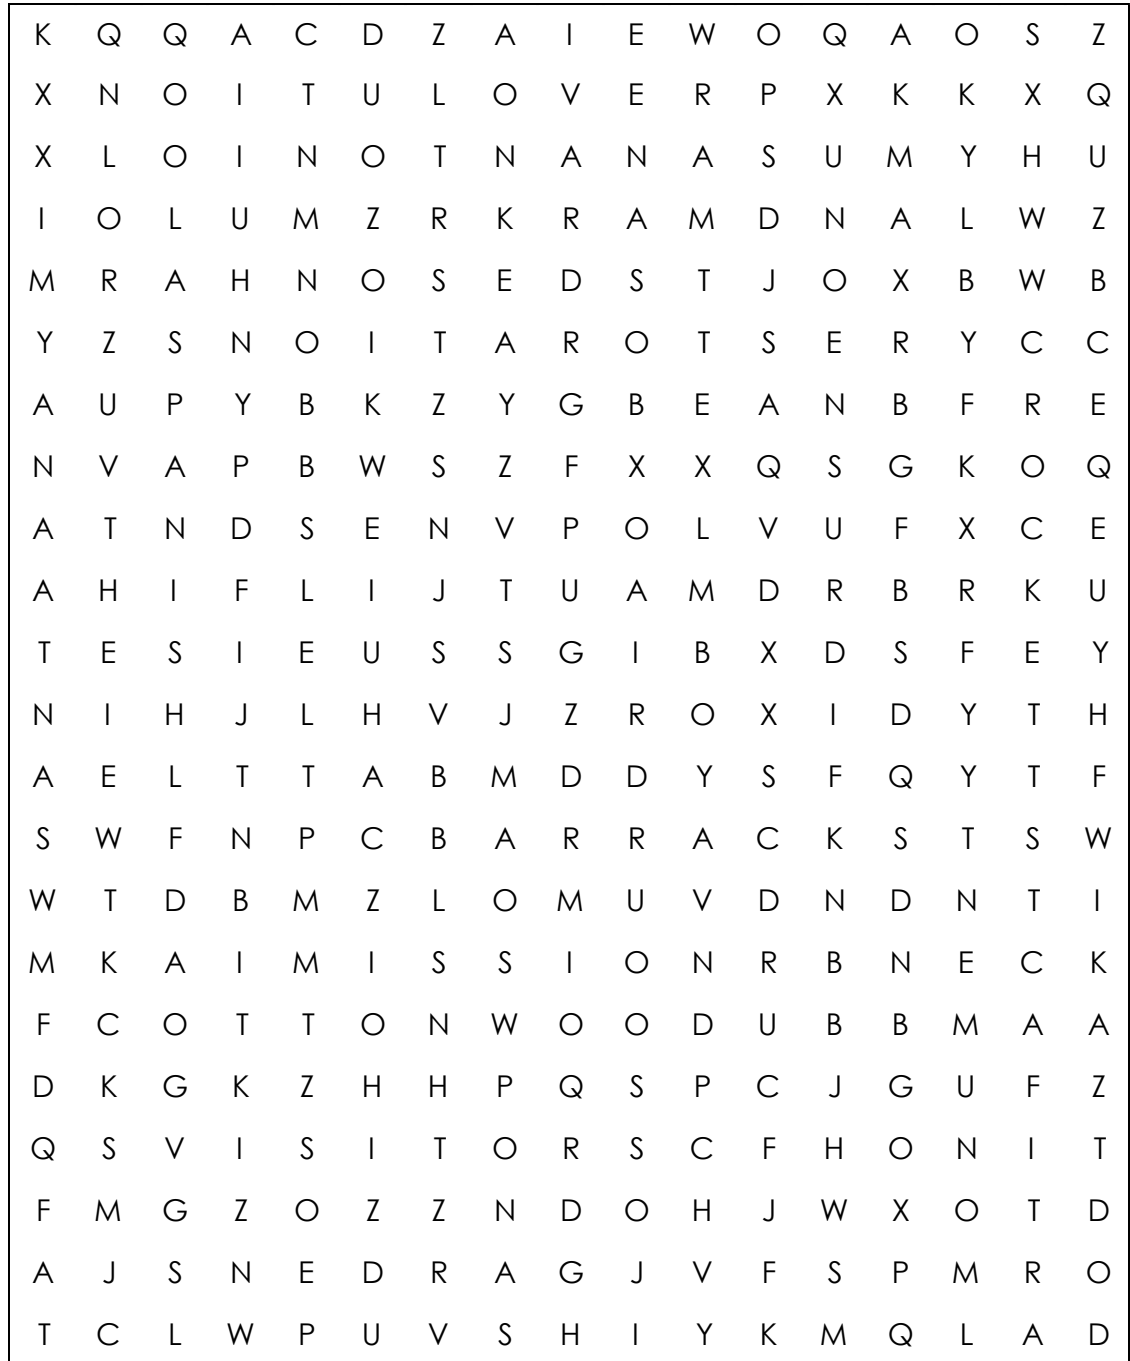 K Q Q A C D Z A I E W O Q A O S Z
X N O I T U L O V E R P X K K X Q
X L O I N O T N A N A S U M Y H U
I O L U M Z R K R A M D N A L W Z
M R A H N O S E D S T J O X B W B
Y Z S N O I T A R O T S E R Y C C
A U P Y B K Z Y G B E A N B F R E
N V A P B W S Z F X X Q S G K O Q
A T N D S E N V P O L V U F X C E
A H I F L I J T U A M D R B R K U
T E S I E U S S G I B X D S F E Y
N I H J L H V J Z R O X I D Y T H
A E L T T A B M D D Y S F Q Y T F
S W F N P C B A R R A C K S T S W
W T D B M Z L O M U V D N D N T I
M K A I M I S S I O N R B N E C K
F C O T T O N W O O D U B B M A A
D K G K Z H H P Q S P C J G U F Z
Q S V I S I T O R S C F H O N I T
F M G Z O Z Z N D O H J W X O T D
A J S N E D R A G J V F S P M R O
T C L W P U V S H I Y K M Q L A D